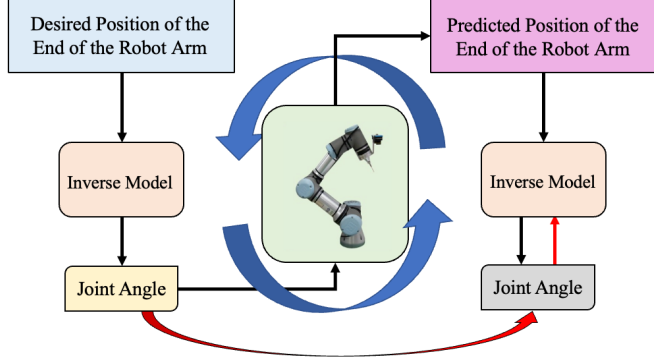 Desired Position of the
End of the Robot Arm
Predicted Position of the
End of the Robot Arm
Inverse Model
Inverse Model
Joint Angle
Joint Angle